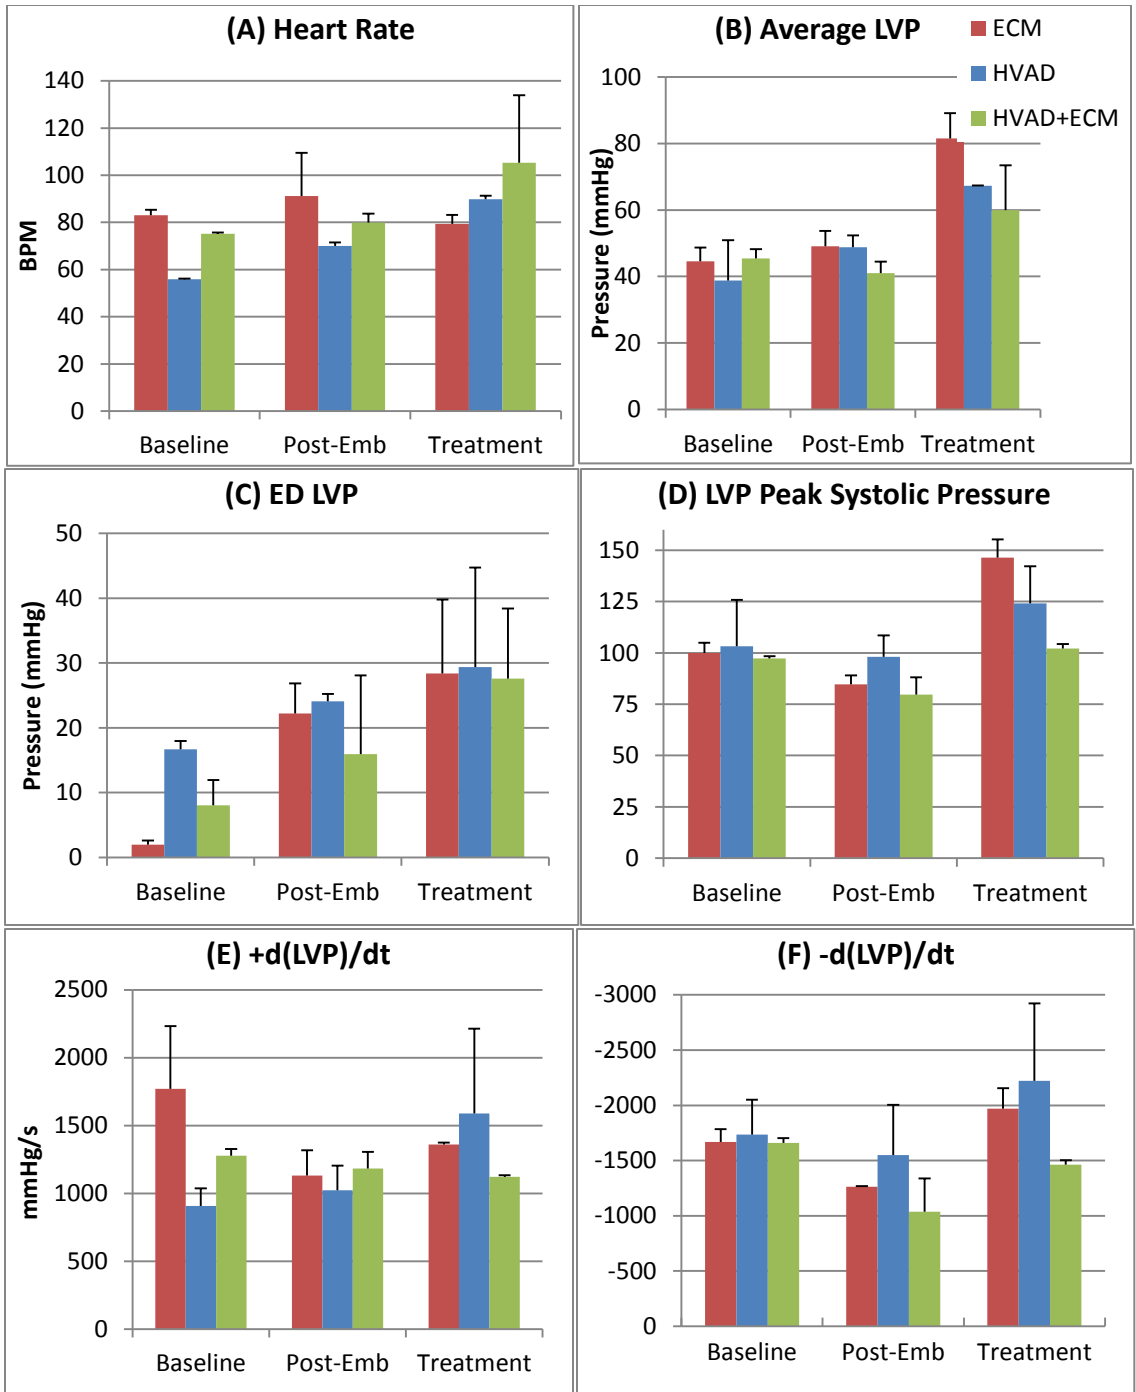 (A) Heart Rate
140
120
100
80
60
40
20
0
BPM
Baseline Post-Emb Treatment
(B) Average LVP
ECM
HVAD
HVAD+ECM
100
80
60
40
20
0
Pressure (mmHg)
Baseline Post-Emb Treatment
(C) ED LVP
50
40
30
20
10
0
Pressure (mmHg)
Baseline Post-Emb Treatment
(D) LVP Peak Systolic Pressure
150
125
100
75
50
25
0
Baseline Post-Emb Treatment
(E) +d(LVP)/dt
2500
2000
1500
1000
500
0
mmHg/s
Baseline Post-Emb Treatment
(F) -d(LVP)/dt
-3000
-2500
-2000
-1500
-1000
-500
0
Baseline Post-Emb Treatment